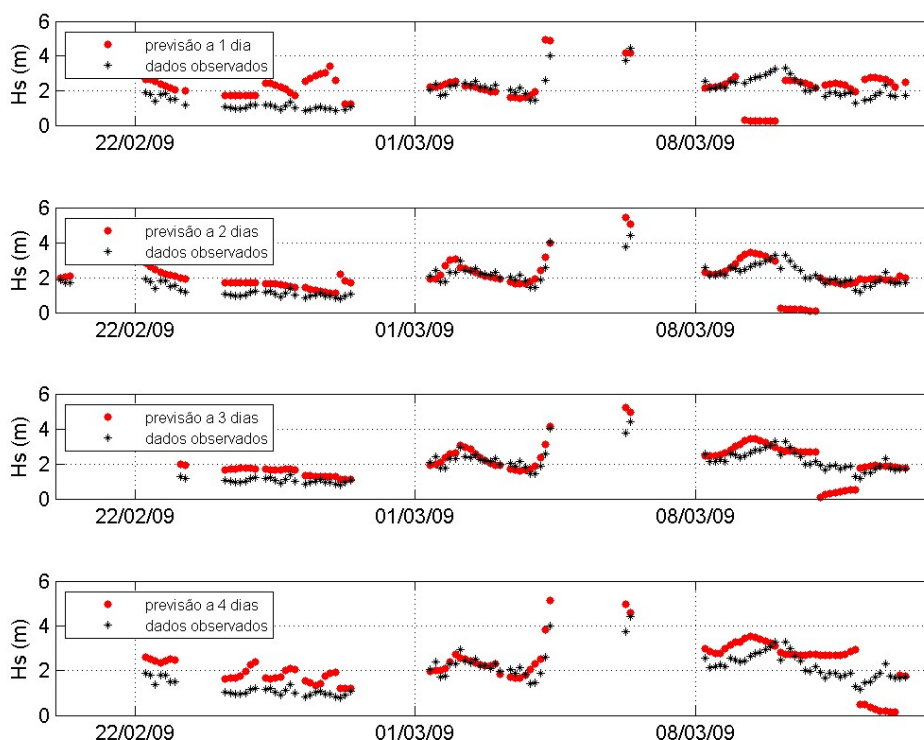 6
4
2
0
Hs (m)
previsão a 1 dia
dados observados
22/02/09 01/03/09 08/03/09
6
4
2
0
Hs (m)
previsão a 2 dias
dados observados
22/02/09 01/03/09 08/03/09
6
4
2
0
Hs (m)
previsão a 3 dias
dados observados
22/02/09 01/03/09 08/03/09
6
4
2
0
Hs (m)
previsão a 4 dias
dados observados
22/02/09 01/03/09 08/03/09